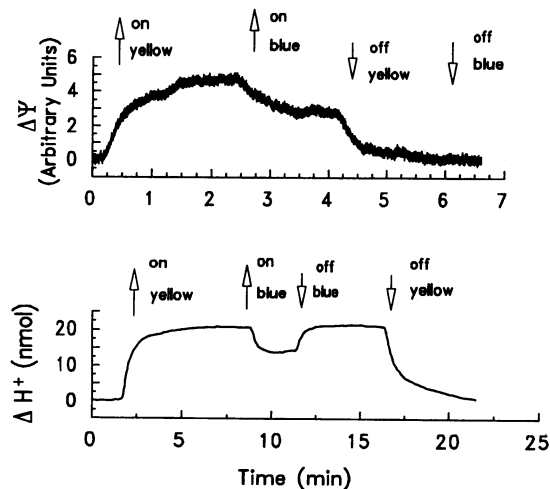 on
yellow
on
blue
off
yellow
off
blue
ΔΨ
(Arbitrary Units)
6
4
2
0
0 1 2 3 4 5 6 7
on
yellow
on
blue
off
blue
off
yellow
Δ H⁺ (nmol)
20
10
0
0 5 10 15 20 25
Time (min)